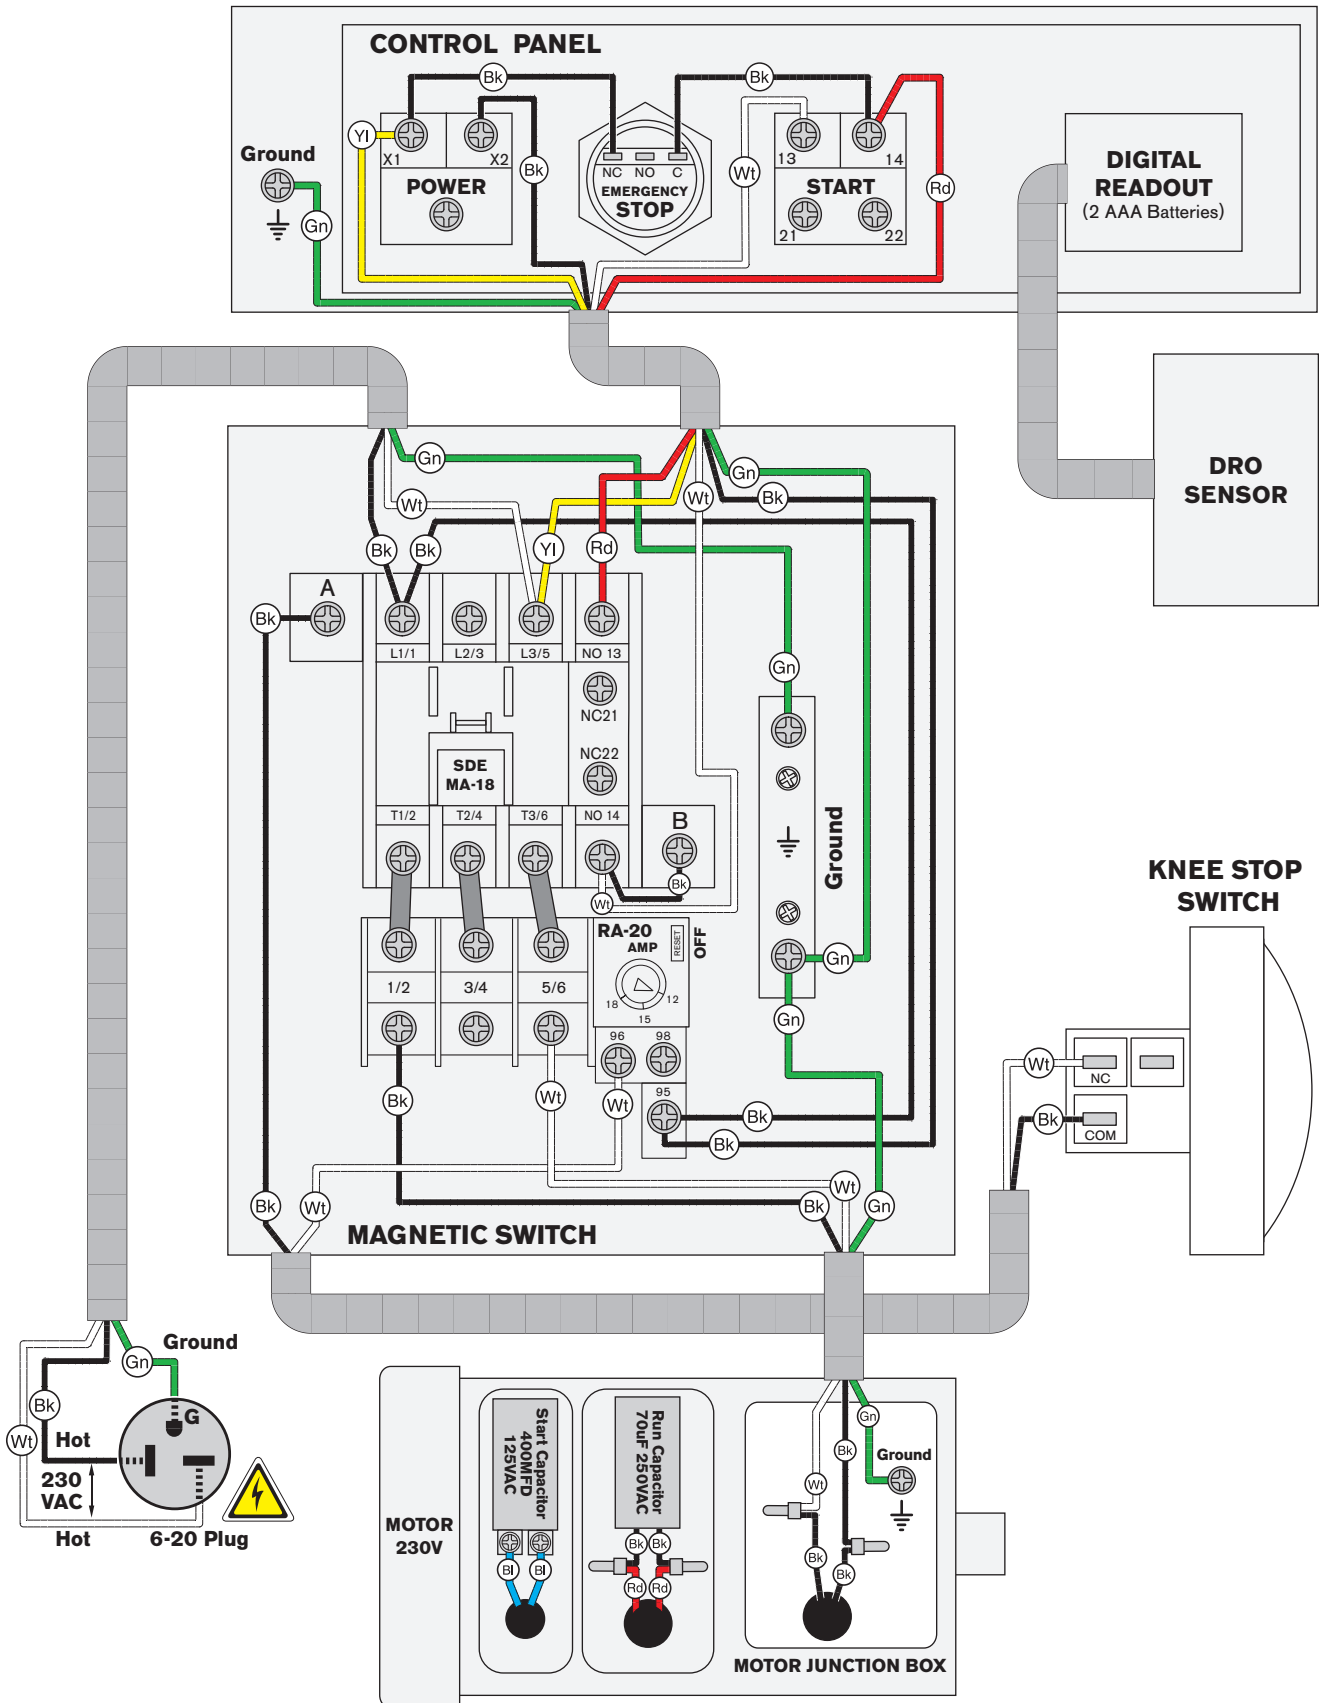 CONTROL PANEL
Bk
Bk
Yl
X1
X2
POWER
Bk
Ground
Gn
NC
NO
C
EMERGENCY
STOP
Wt
13
14
START
21
22
Rd
DIGITAL
READOUT
(2 AAA Batteries)
DRO
SENSOR
Gn
Wt
Bk
Bk
Yl
Rd
Wt
Gn
Bk
A
Bk
L1/1
L2/3
L3/5
NO 13
NC21
NC22
SDE
MA-18
T1/2
T2/4
T3/6
NO 14
B
Bk
Wt
Gn
Ground
Gn
Gn
RA-20
AMP
RESET
OFF
18
15
12
1/2
3/4
5/6
96
98
95
Bk
Wt
Wt
Bk
Bk
Bk
Wt
Bk
Wt
Gn
MAGNETIC SWITCH
KNEE STOP
SWITCH
Wt
NC
Bk
COM
Ground
Gn
Bk
Wt
G
Hot
230
VAC
Hot
6-20 Plug
MOTOR
230V
Start Capacitor
400MFD
125VAC
Bl
Bl
Run Capacitor
70uF 250VAC
Bk
Bk
Rd
Rd
Gn
Bk
Wt
Ground
Bk
Bk
MOTOR JUNCTION BOX